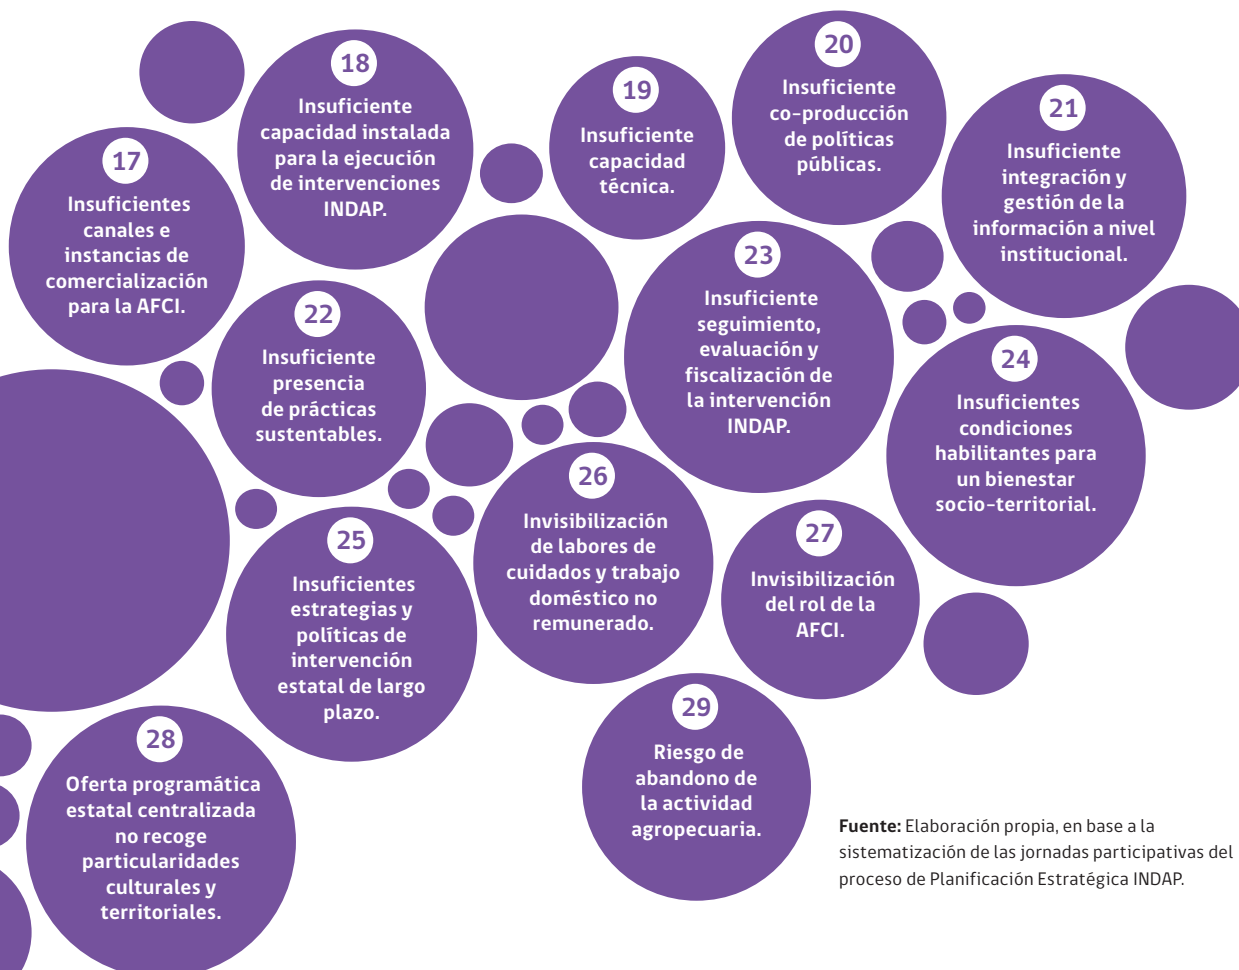 17
Insuficientes
canales e
instancias de
comercialización
para la AFCI.
18
Insuficiente
capacidad instalada
para la ejecución
de intervenciones
INDAP.
19
Insuficiente
capacidad
técnica.
20
Insuficiente
co-producción
de políticas
públicas.
21
Insuficiente
integración y
gestión de la
información a nivel
institucional.
22
Insuficiente
presencia
de prácticas
sustentables.
23
Insuficiente
seguimiento,
evaluación y
fiscalización de
la intervención
INDAP.
24
Insuficientes
condiciones
habilitantes para
un bienestar
socio-territorial.
25
Insuficientes
estrategias y
políticas de
intervención
estatal de largo
plazo.
26
Invisibilización
de labores de
cuidados y trabajo
doméstico no
remunerado.
27
Invisibilización
del rol de la
AFCI.
28
Oferta programática
estatal centralizada
no recoge
particularidades
culturales y
territoriales.
29
Riesgo de
abandono de
la actividad
agropecuaria.
Fuente: Elaboración propia, en base a la
sistematización de las jornadas participativas del
proceso de Planificación Estratégica INDAP.